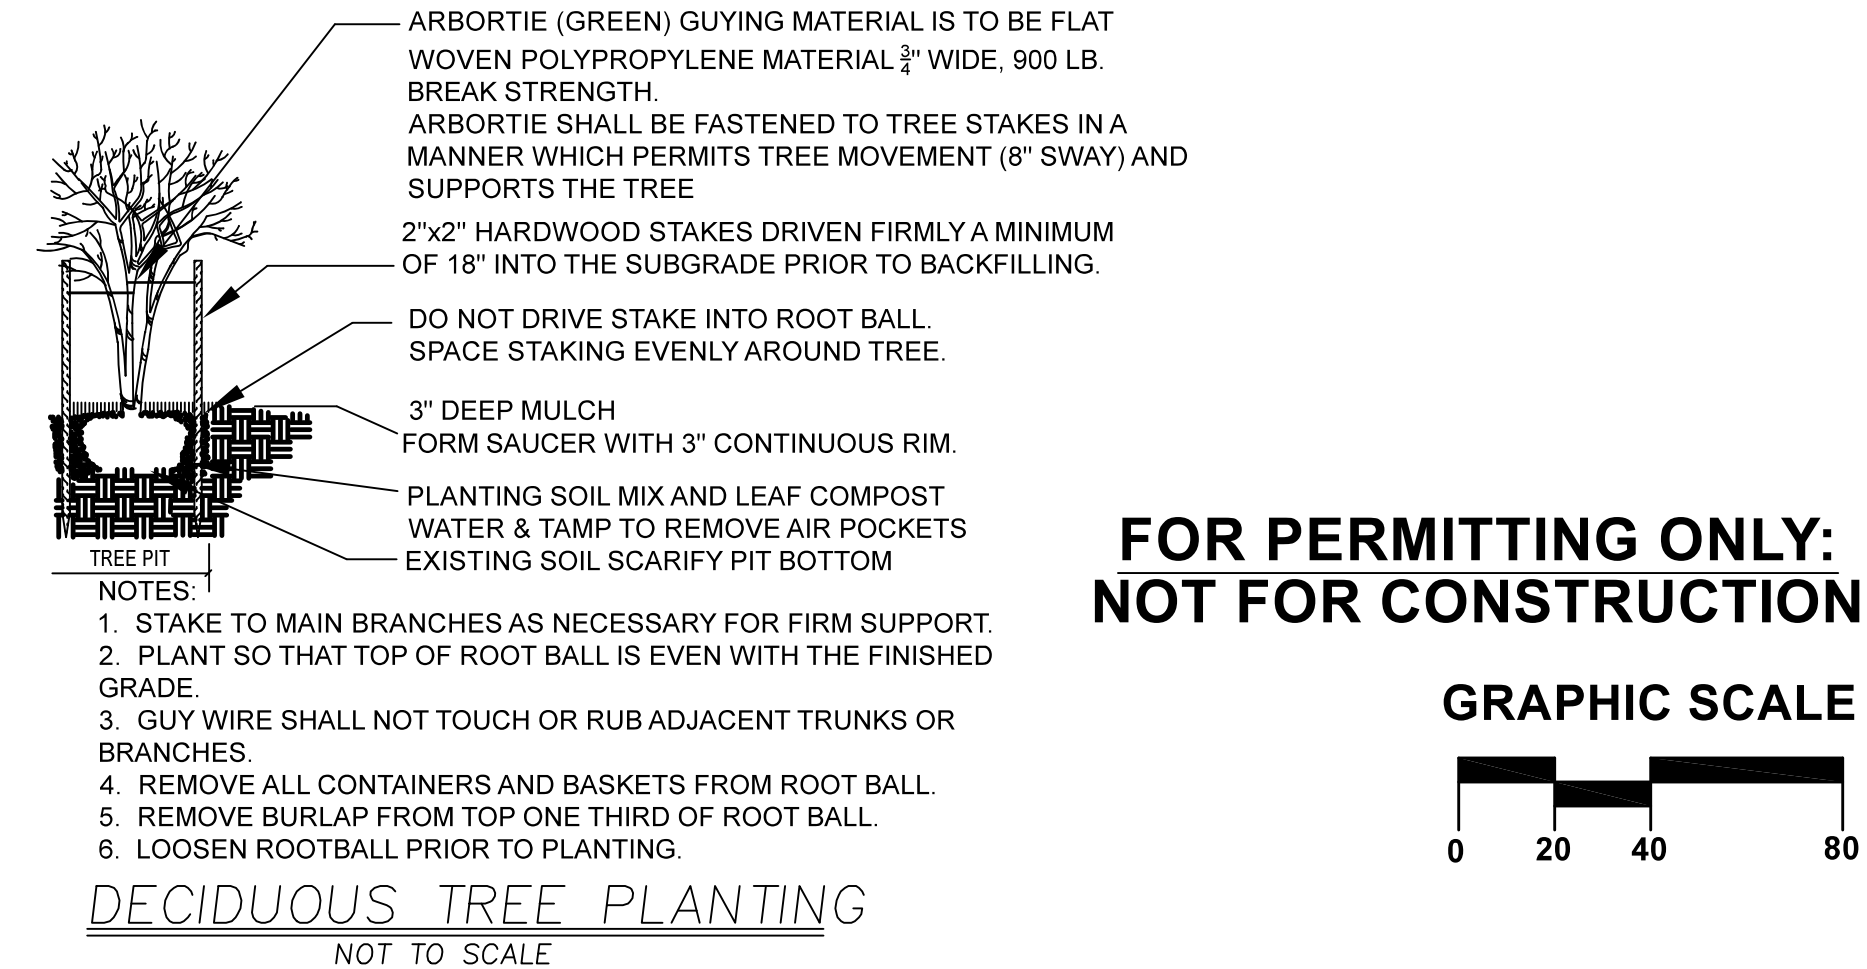 ARBORTIE (GREEN) GUYING MATERIAL IS TO BE FLAT
WOVEN POLYPROPYLENE MATERIAL 3/4" WIDE, 900 LB.
BREAK STRENGTH.
ARBORTIE SHALL BE FASTENED TO TREE STAKES IN A
MANNER WHICH PERMITS TREE MOVEMENT (8" SWAY) AND
SUPPORTS THE TREE
2"x2" HARDWOOD STAKES DRIVEN FIRMLY A MINIMUM
OF 18" INTO THE SUBGRADE PRIOR TO BACKFILLING.
DO NOT DRIVE STAKE INTO ROOT BALL.
SPACE STAKING EVENLY AROUND TREE.
3" DEEP MULCH
FORM SAUCER WITH 3" CONTINUOUS RIM.
PLANTING SOIL MIX AND LEAF COMPOST
WATER & TAMP TO REMOVE AIR POCKETS
EXISTING SOIL SCARIFY PIT BOTTOM
TREE PIT
NOTES:
1. STAKE TO MAIN BRANCHES AS NECESSARY FOR FIRM SUPPORT.
2. PLANT SO THAT TOP OF ROOT BALL IS EVEN WITH THE FINISHED
GRADE.
3. GUY WIRE SHALL NOT TOUCH OR RUB ADJACENT TRUNKS OR
BRANCHES.
4. REMOVE ALL CONTAINERS AND BASKETS FROM ROOT BALL.
5. REMOVE BURLAP FROM TOP ONE THIRD OF ROOT BALL.
6. LOOSEN ROOTBALL PRIOR TO PLANTING.
DECIDUOUS TREE PLANTING
NOT TO SCALE
FOR PERMITTING ONLY:
NOT FOR CONSTRUCTION
GRAPHIC SCALE
0 20 40 80